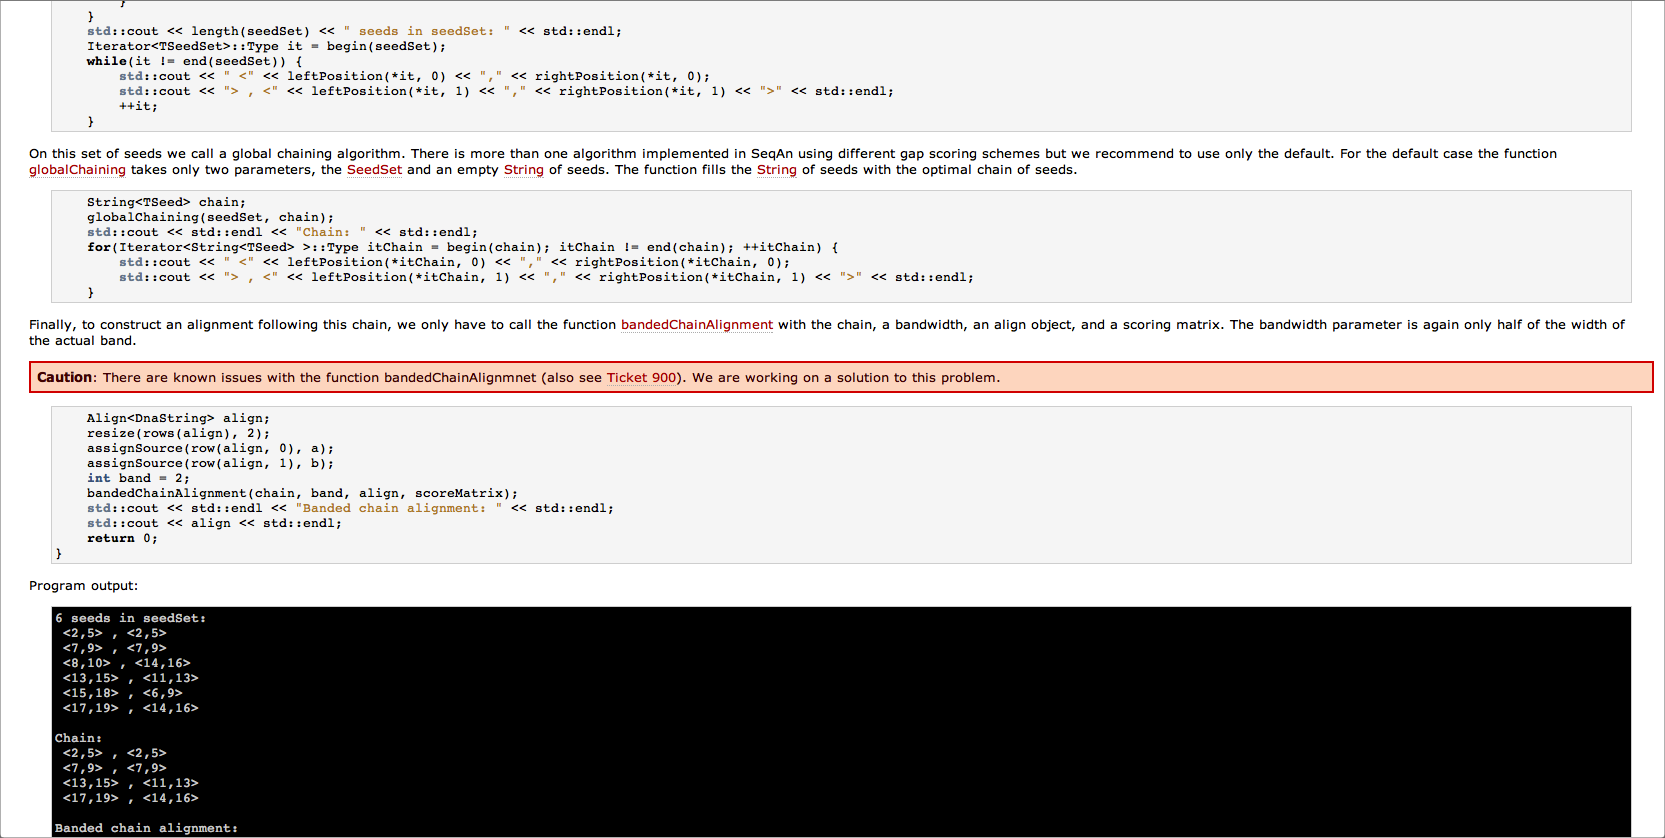 }
}
std::cout << length(seedSet) << " seeds in seedSet: " << std::endl;
Iterator<TSeedSet>::Type it = begin(seedSet);
while(it != end(seedSet)) {
std::cout << " <" << leftPosition(*it, 0) << "," << rightPosition(*it, 0);
std::cout << "> , <" << leftPosition(*it, 1) << "," << rightPosition(*it, 1) << ">" << std::endl;
++it;
}
On this set of seeds we call a global chaining algorithm. There is more than one algorithm implemented in SeqAn using different gap scoring schemes but we recommend to use only the default. For the default case the function
globalChaining takes only two parameters, the SeedSet and an empty String of seeds. The function fills the String of seeds with the optimal chain of seeds.
String<TSeed> chain;
globalChaining(seedSet, chain);
std::cout << std::endl << "Chain: " << std::endl;
for(Iterator<String<TSeed> >::Type itChain = begin(chain); itChain != end(chain); ++itChain) {
std::cout << " <" << leftPosition(*itChain, 0) << "," << rightPosition(*itChain, 0);
std::cout << "> , <" << leftPosition(*itChain, 1) << "," << rightPosition(*itChain, 1) << ">" << std::endl;
}
Finally, to construct an alignment following this chain, we only have to call the function bandedChainAlignment with the chain, a bandwidth, an align object, and a scoring matrix. The bandwidth parameter is again only half of the width of
the actual band.
Caution: There are known issues with the function bandedChainAlignmnet (also see Ticket 900). We are working on a solution to this problem.
Align<DnaString> align;
resize(rows(align), 2);
assignSource(row(align, 0), a);
assignSource(row(align, 1), b);
int band = 2;
bandedChainAlignment(chain, band, align, scoreMatrix);
std::cout << std::endl << "Banded chain alignment: " << std::endl;
std::cout << align << std::endl;
return 0;
}
Program output:
6 seeds in seedSet:
<2,5> , <2,5>
<7,9> , <7,9>
<8,10> , <14,16>
<13,15> , <11,13>
<15,18> , <6,9>
<17,19> , <14,16>
Chain:
<2,5> , <2,5>
<7,9> , <7,9>
<13,15> , <11,13>
<17,19> , <14,16>
Banded chain alignment: